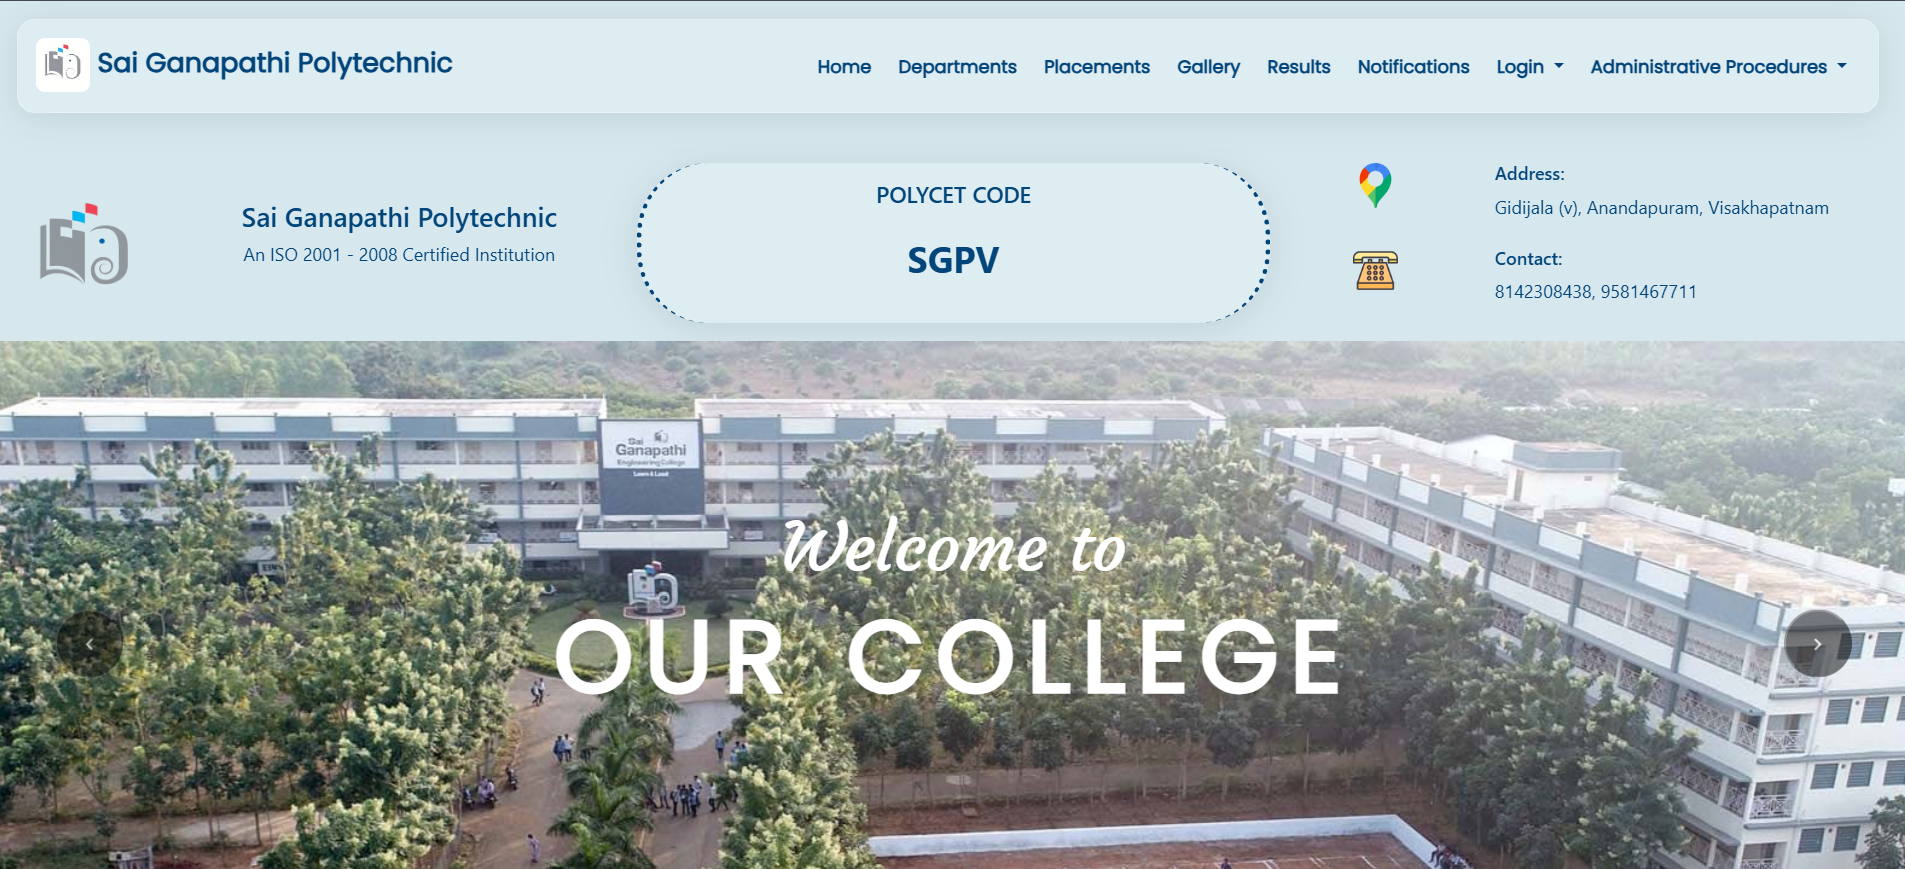 Sai Ganapathi Polytechnic
Home Departments Placements Gallery Results Notifications Login Administrative Procedures
Sai Ganapathi Polytechnic
An ISO 2001 - 2008 Certified Institution
POLYCET CODE
SGPV
Address:
Gidijala (v), Anandapuram, Visakhapatnam
Contact:
8142308438, 9581467711
Sai
Ganapathi
Engineering College
Learn & Lead
Welcome to
OUR COLLEGE